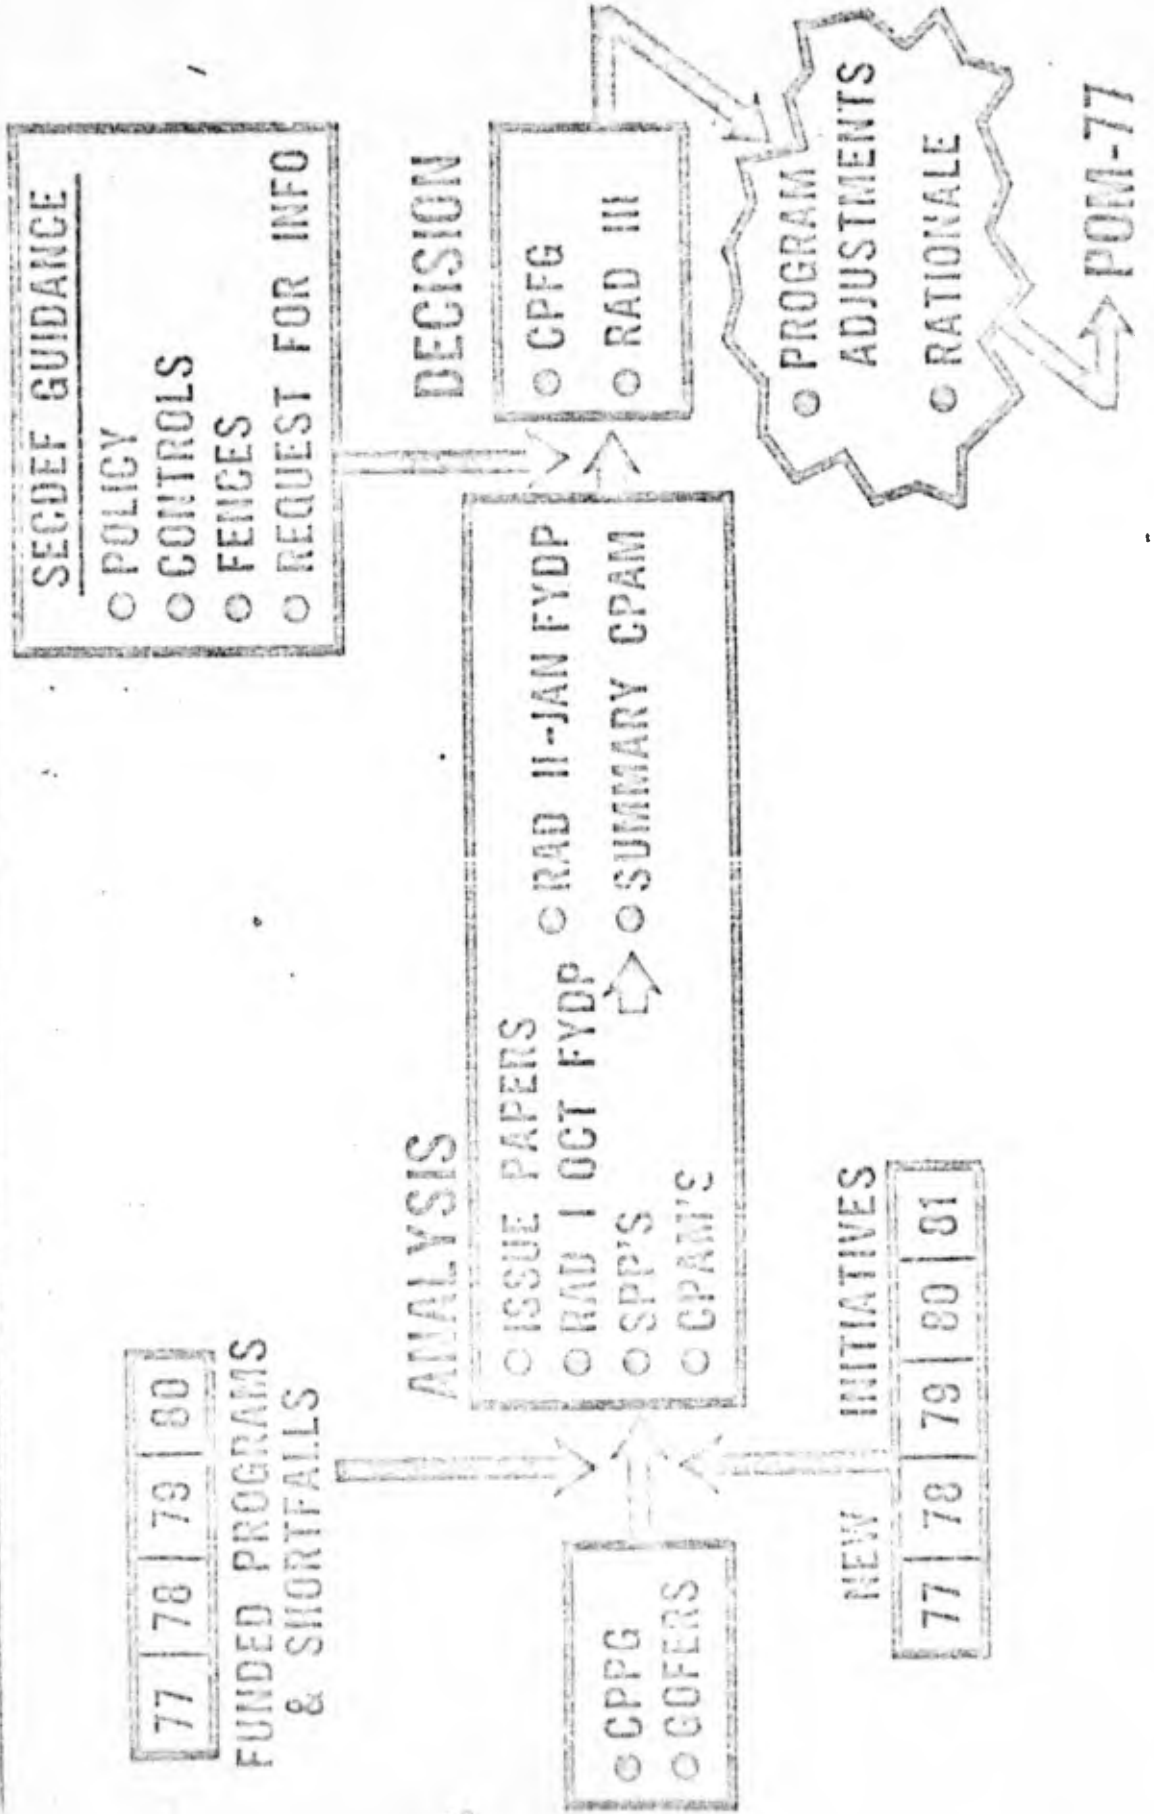 77 | 78 | 79 | 80
FUNDED PROGRAMS
& SHORTFALLS
SECDEF GUIDANCE
○ POLICY
○ CONTROLS
○ FENCES
○ REQUEST FOR INFO
○ CPPG
○ GOFERS
ANALYSIS
○ ISSUE PAPERS
○ RAD I OCT FYDP
○ SPP'S
○ CPAM'S
○ RAD II-JAN FYDP
○ SUMMARY CPAM
DECISION
○ CPFG
○ RAD III
NEW INITIATIVES
77 | 78 | 79 | 80 | 81
○ PROGRAM
ADJUSTMENTS
○ RATIONALE
POM-77